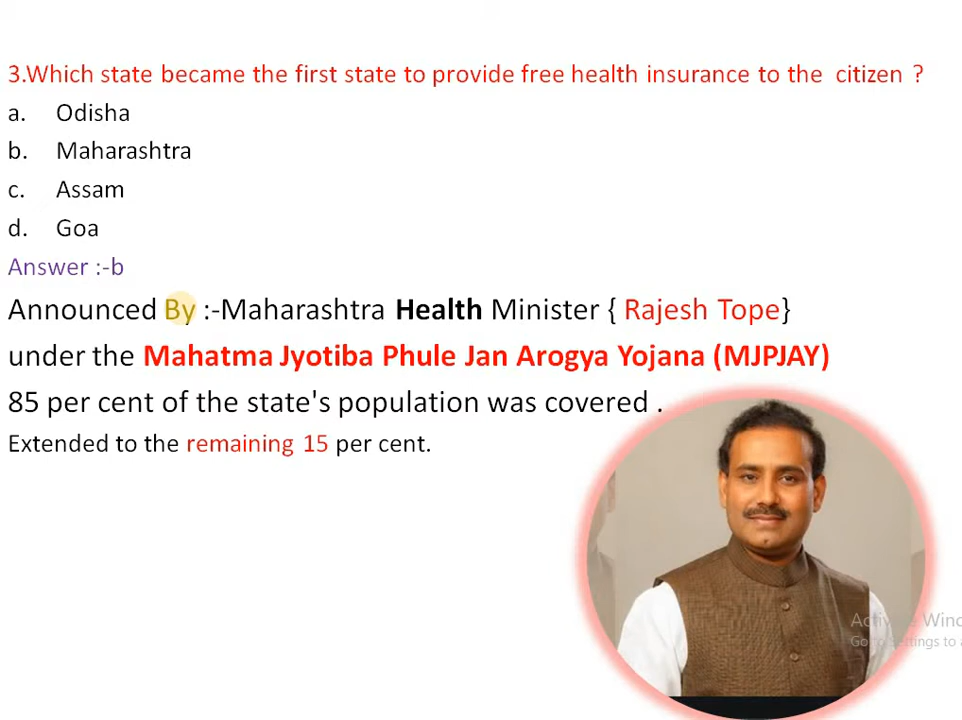 3.Which state became the first state to provide free health insurance to the citizen ?
a. Odisha
b. Maharashtra
c. Assam
d. Goa
Answer :-b
Announced By :-Maharashtra Health Minister { Rajesh Tope}
under the Mahatma Jyotiba Phule Jan Arogya Yojana (MJPJAY)
85 per cent of the state's population was covered .
Extended to the remaining 15 per cent.